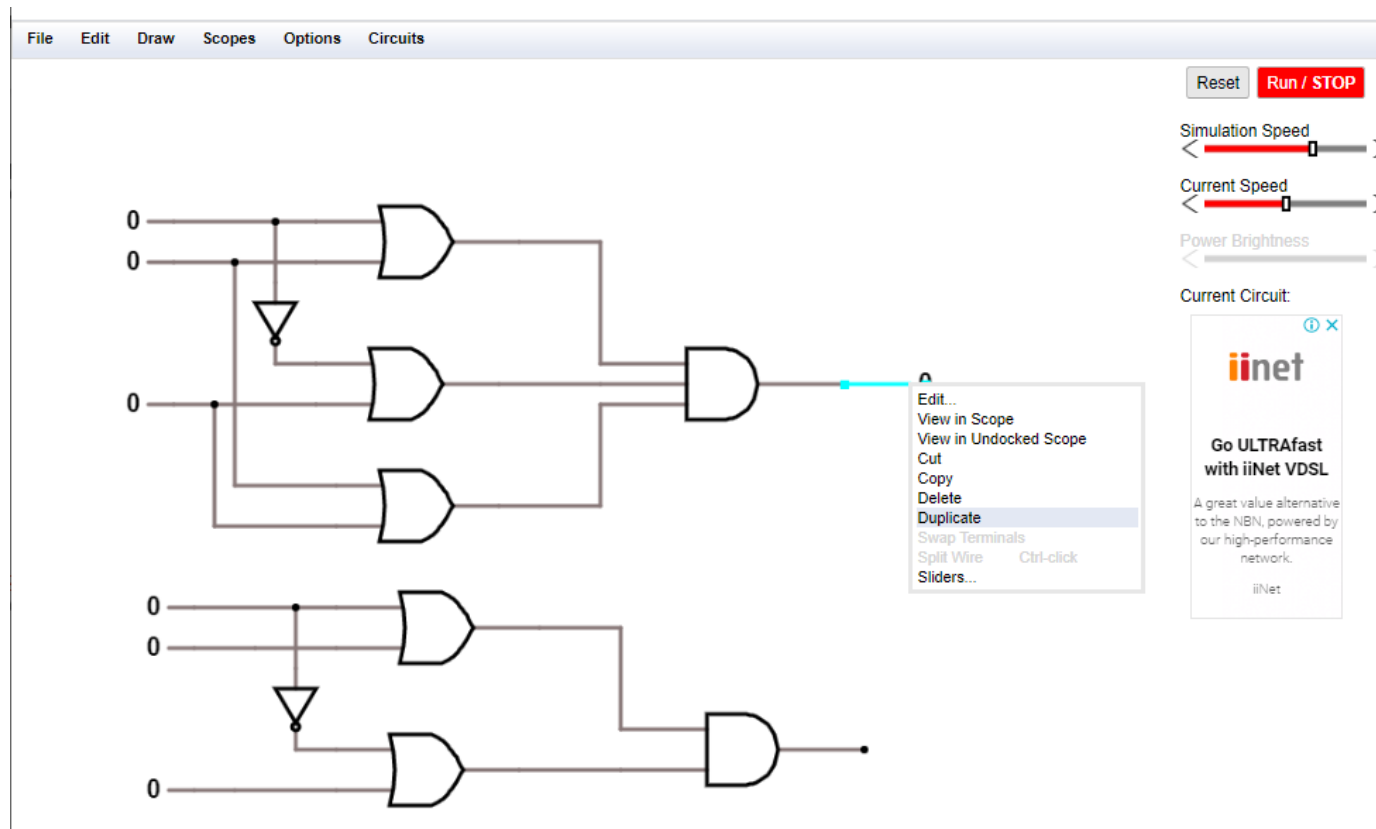 File Edit Draw Scopes Options Circuits
Reset Run / STOP
Simulation Speed
Current Speed
Power Brightness
Current Circuit:
0
0
0
0
Edit...
View in Scope
View in Undocked Scope
Cut
Copy
Delete
Duplicate
Swap Terminals
Split Wire Ctrl-click
Sliders...
iinet
Go ULTRAfast
with iiNet VDSL
A great value alternative
to the NBN, powered by
our high-performance
network.
iiNet
0
0
0